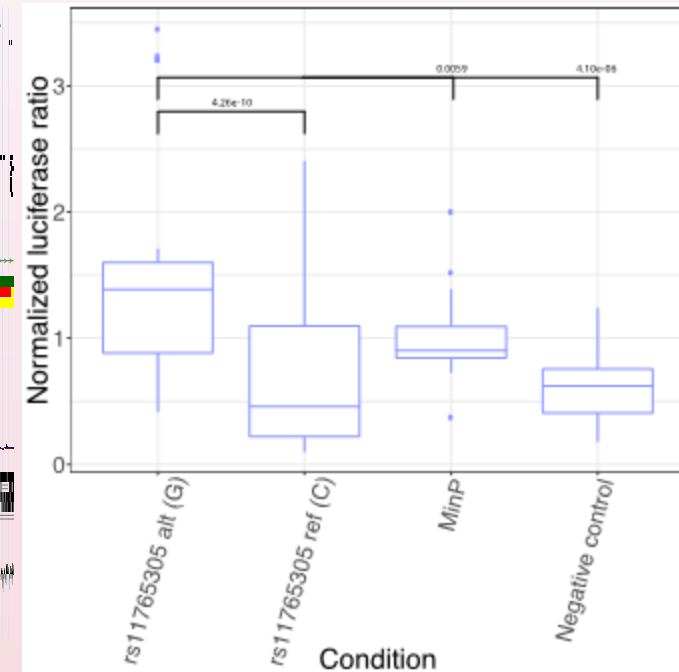 Normalized luciferase ratio
3
2
1
0
0.0059
4.10e-06
4.26e-10
rs11765305 alt (G)
rs11765305 ref (C)
MinP
Negative control
Condition